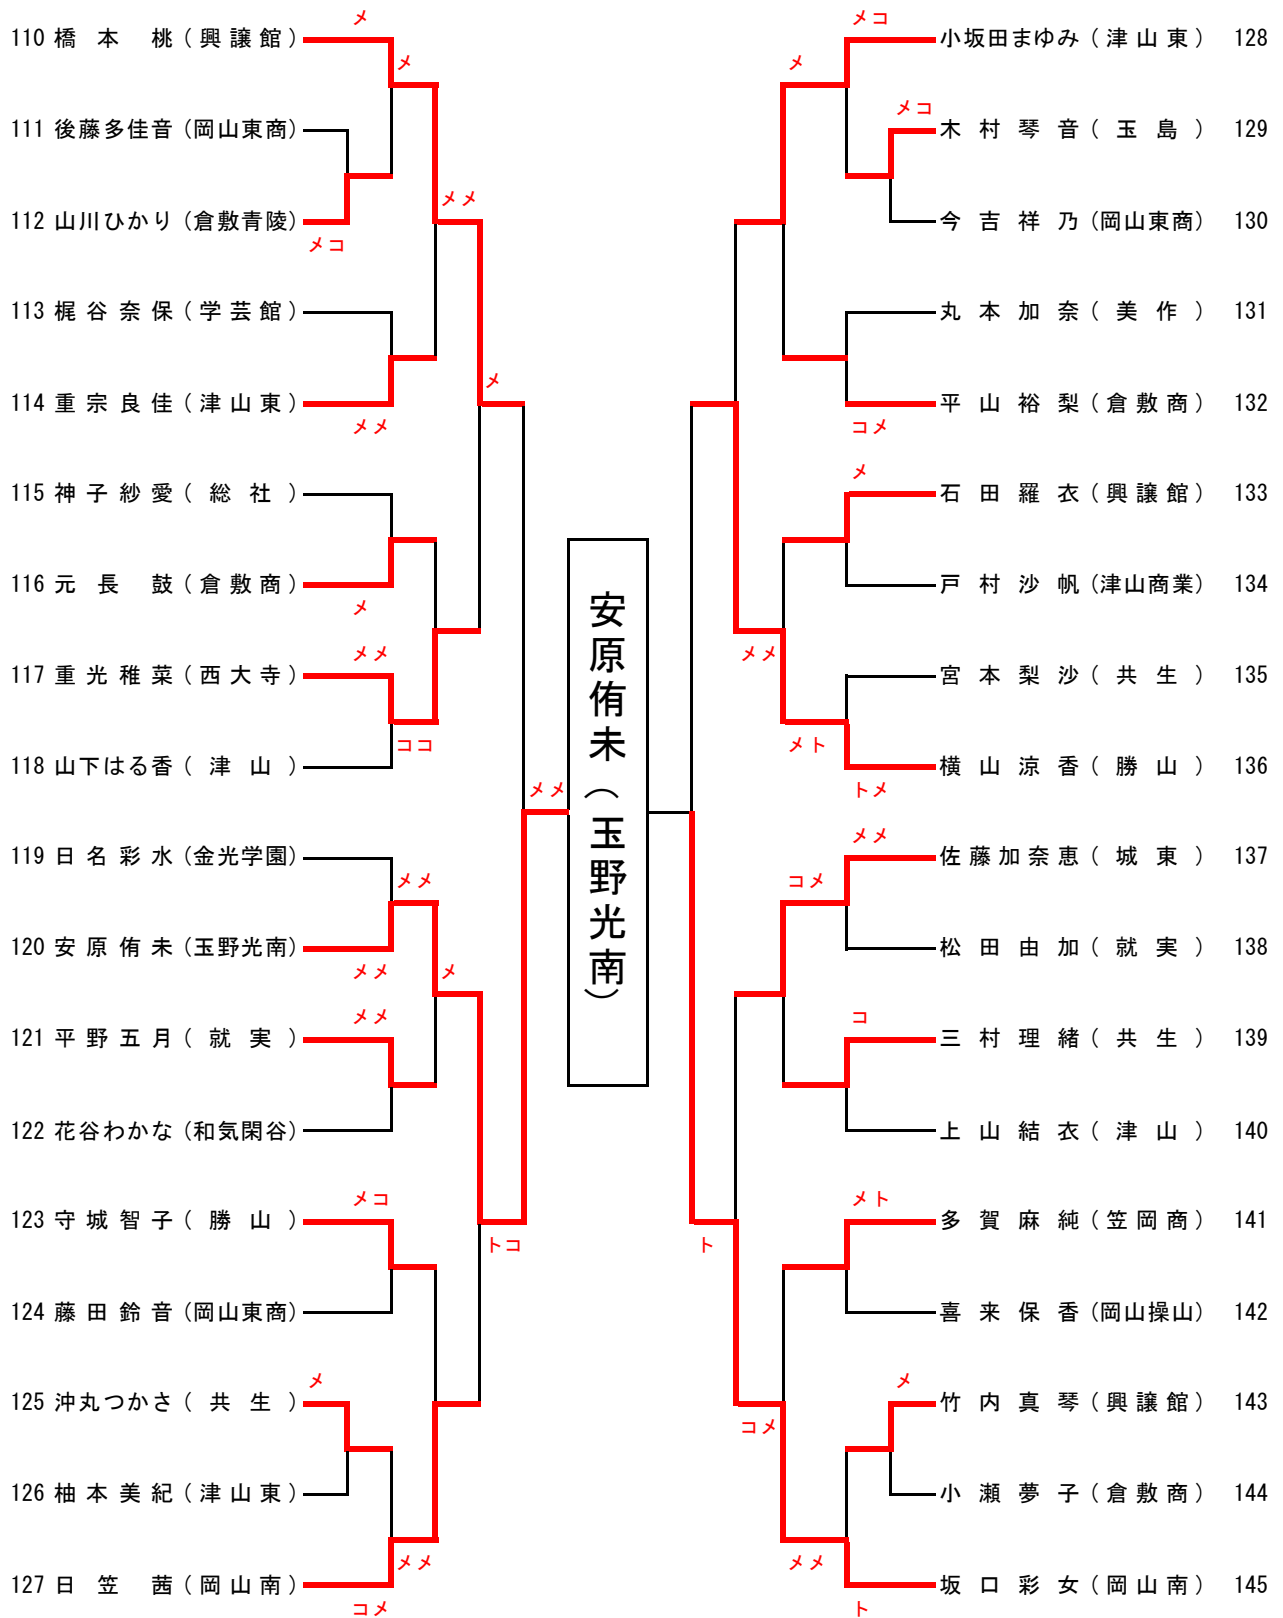 メ
110 橋本 桃(興譲館)
メ
111 後藤多佳音(岡山東商)
メメ
112 山川ひかり(倉敷青陵)
メコ
113 梶谷奈保(学芸館)
メ
114 重宗良佳(津山東)
メメ
115 神子紗愛(総社)
116 元長 鼓(倉敷商)
メ
メメ
117 重光稚菜(西大寺)
ココ
118 山下はる香(津山)
メメ
119 日名彩水(金光学園)
メメ
120 安原侑未(玉野光南)
メメ
メ
メメ
121 平野五月(就実)
122 花谷わかな(和気閑谷)
メコ
123 守城智子(勝山)
トコ
124 藤田鈴音(岡山東商)
メ
125 沖丸つかさ(共生)
126 柚本美紀(津山東)
メメ
127 日笠 茜(岡山南)
コメ
安原侑未(玉野光南)
メコ
小坂田まゆみ(津山東) 128
メ
メコ
木村琴音(玉島) 129
今吉祥乃(岡山東商) 130
丸本加奈(美作) 131
平山裕梨(倉敷商) 132
コメ
メ
石田羅衣(興譲館) 133
戸村沙帆(津山商業) 134
メメ
宮本梨沙(共生) 135
メト
横山涼香(勝山) 136
トメ
メメ
佐藤加奈恵(城東) 137
コメ
松田由加(就実) 138
コ
三村理緒(共生) 139
上山結衣(津山) 140
メト
多賀麻純(笠岡商) 141
ト
喜来保香(岡山操山) 142
メ
竹内真琴(興譲館) 143
コメ
小瀬夢子(倉敷商) 144
メメ
坂口彩女(岡山南) 145
ト